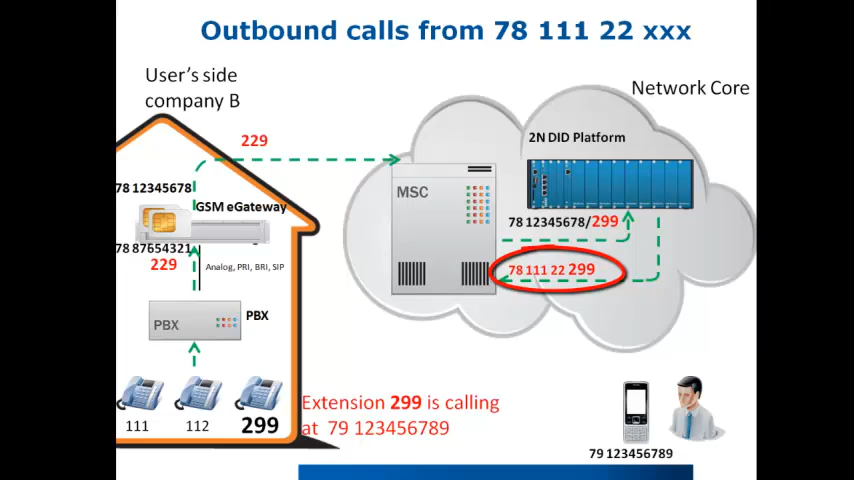 Outbound calls from 78 111 22 xxx
User's side
company B
Network Core
229
2N DID Platform
78 12345678
MSC
GSM eGateway
78 12345678/299
78 87654321
229
Analog, PRI, BRI, SIP
78 111 22 299
PBX
PBX
111
112
299
Extension 299 is calling
at 79 123456789
79 123456789